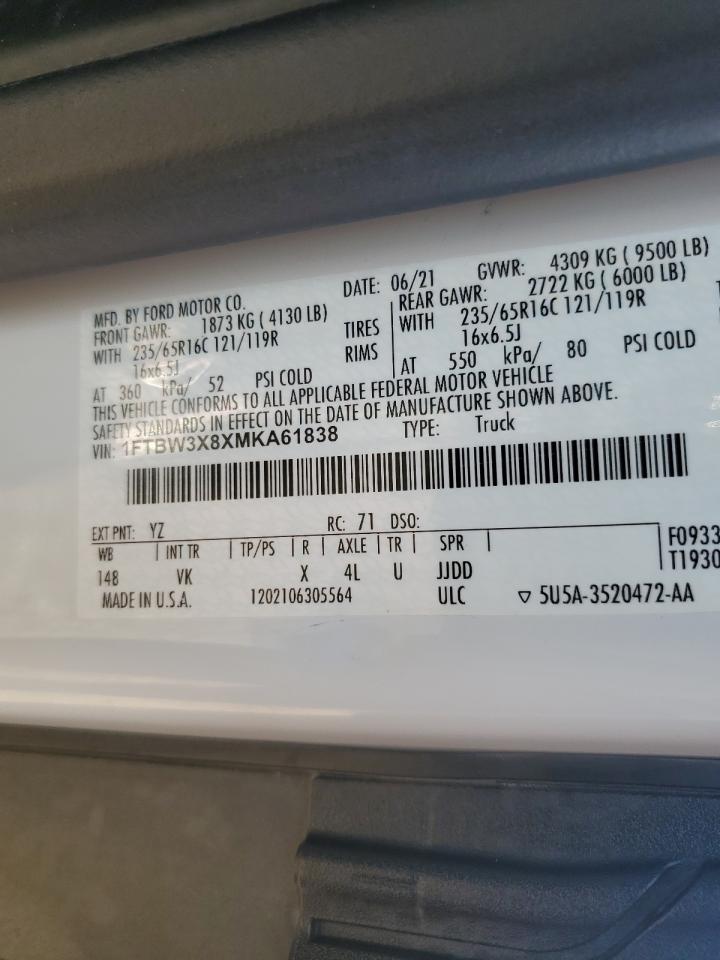 MFD. BY FORD MOTOR CO. DATE: 06/21 GVWR: 4309 KG ( 9500 LB)
FRONT GAWR: 1873 KG ( 4130 LB) REAR GAWR: 2722 KG ( 6000 LB)
WITH 235/65R16C 121/119R TIRES WITH 235/65R16C 121/119R
16x6.5J RIMS 16x6.5J
AT 360 kPa/ 52 PSI COLD AT 550 kPa/ 80 PSI COLD
THIS VEHICLE CONFORMS TO ALL APPLICABLE FEDERAL MOTOR VEHICLE
SAFETY STANDARDS IN EFFECT ON THE DATE OF MANUFACTURE SHOWN ABOVE.
VIN: 1FTBW3X8XMKA61838 TYPE: Truck
EXT PNT: YZ RC: 71 DSO:
WB INT TR TP/PS R AXLE TR SPR F0933
148 VK X 4L U JJDD T1930
MADE IN U.S.A. 1202106305564 ULC ▽ 5U5A-3520472-AA